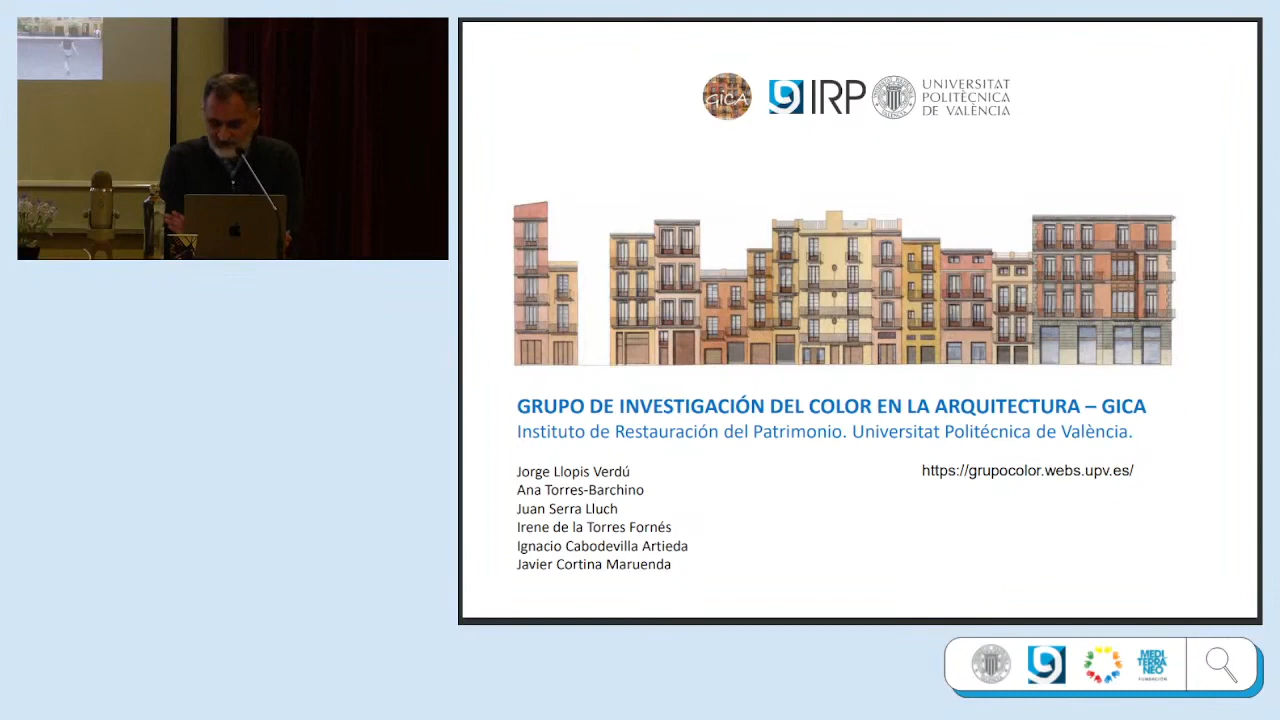 GICA
IRP
UNIVERSITAT
POLITÈCNICA
DE VALÈNCIA
GRUPO DE INVESTIGACIÓN DEL COLOR EN LA ARQUITECTURA – GICA
Instituto de Restauración del Patrimonio. Universitat Politécnica de València.
Jorge Llopis Verdú
https://grupocolor.webs.upv.es/
Ana Torres-Barchino
Juan Serra Lluch
Irene de la Torres Fornés
Ignacio Cabodevilla Artieda
Javier Cortina Maruenda
MEDI
TERRA
NEO
FUNDACIÓN